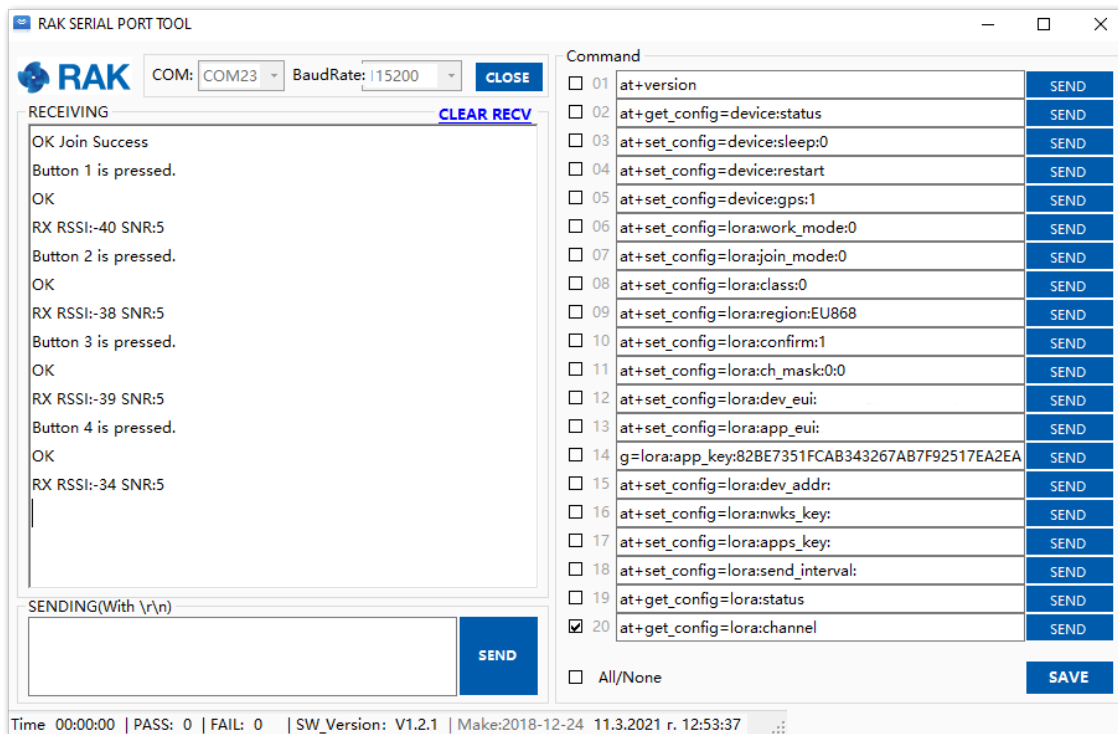 RAK SERIAL PORT TOOL
RAK
COM: COM23 BaudRate: 115200 CLOSE
RECEIVING CLEAR RECV
OK Join Success
Button 1 is pressed.
OK
RX RSSI:-40 SNR:5
Button 2 is pressed.
OK
RX RSSI:-38 SNR:5
Button 3 is pressed.
OK
RX RSSI:-39 SNR:5
Button 4 is pressed.
OK
RX RSSI:-34 SNR:5
SENDING(With \r\n)
SEND
Command
01 at+version SEND
02 at+get_config=device:status SEND
03 at+set_config=device:sleep:0 SEND
04 at+set_config=device:restart SEND
05 at+set_config=device:gps:1 SEND
06 at+set_config=lora:work_mode:0 SEND
07 at+set_config=lora:join_mode:0 SEND
08 at+set_config=lora:class:0 SEND
09 at+set_config=lora:region:EU868 SEND
10 at+set_config=lora:confirm:1 SEND
11 at+set_config=lora:ch_mask:0:0 SEND
12 at+set_config=lora:dev_eui: SEND
13 at+set_config=lora:app_eui: SEND
14 g=lora:app_key:82BE7351FCAB343267AB7F92517EA2EA SEND
15 at+set_config=lora:dev_addr: SEND
16 at+set_config=lora:nwks_key: SEND
17 at+set_config=lora:apps_key: SEND
18 at+set_config=lora:send_interval: SEND
19 at+get_config=lora:status SEND
20 at+get_config=lora:channel SEND
All/None SAVE
Time 00:00:00 | PASS: 0 | FAIL: 0 | SW_Version: V1.2.1 | Make:2018-12-24 11.3.2021 г. 12:53:37